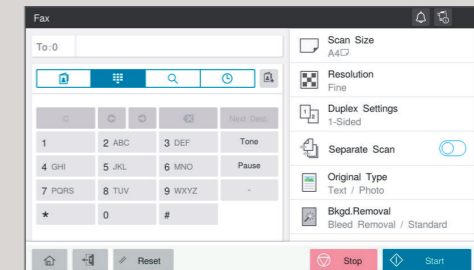 Fax
To:0
C
Next Dest.
1
2 ABC
3 DEF
Tone
4 GHI
5 JKL
6 MNO
Pause
7 PQRS
8 TUV
9 WXYZ
-
*
0
#
Scan Size
A4
Resolution
Fine
1 2
Duplex Settings
1-Sided
Separate Scan
Original Type
Text / Photo
Bkgd.Removal
Bleed Removal / Standard
Reset
Stop
Start